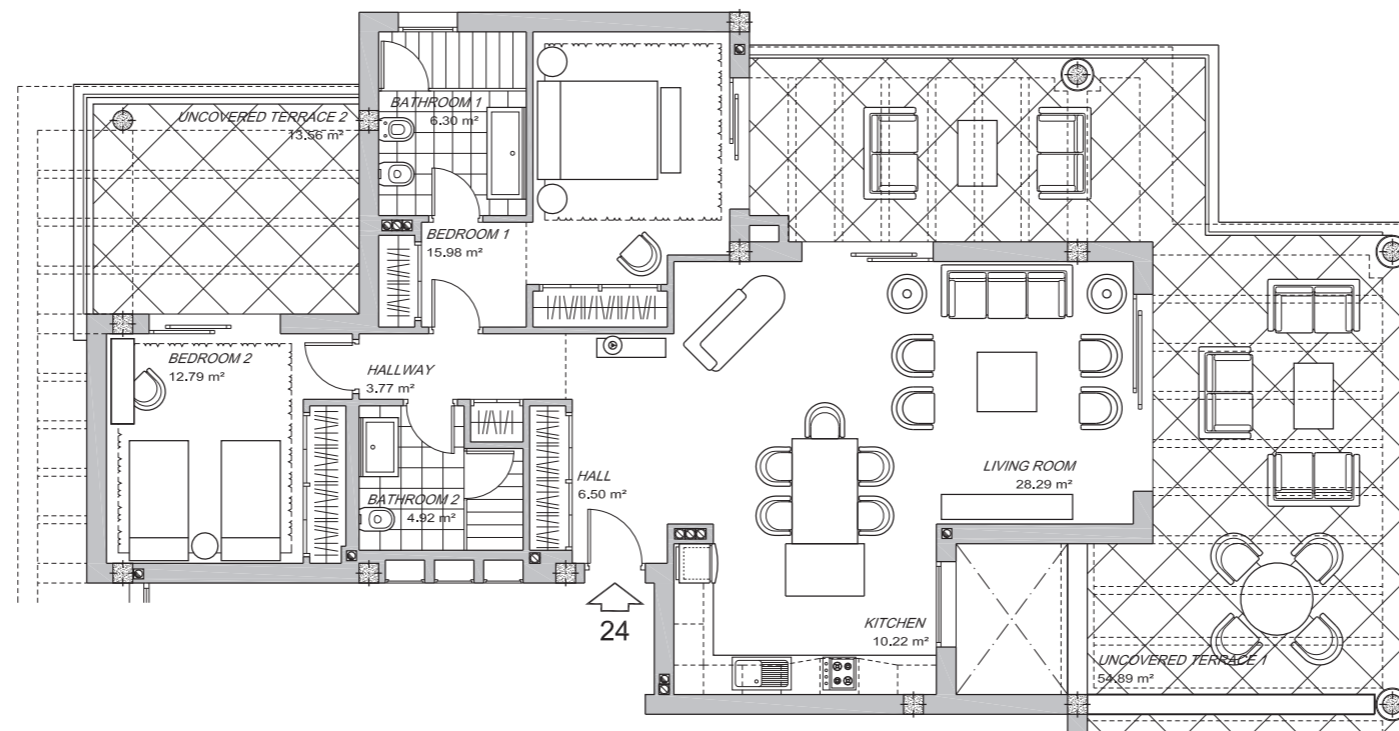 UNCOVERED TERRACE 2
13.56 m²
BATHROOM 1
6.30 m²
BEDROOM 1
15.98 m²
BEDROOM 2
12.79 m²
HALLWAY
3.77 m²
HALL
6.50 m²
BATHROOM 2
4.92 m²
LIVING ROOM
28.29 m²
KITCHEN
10.22 m²
24
UNCOVERED TERRACE 1
54.89 m²